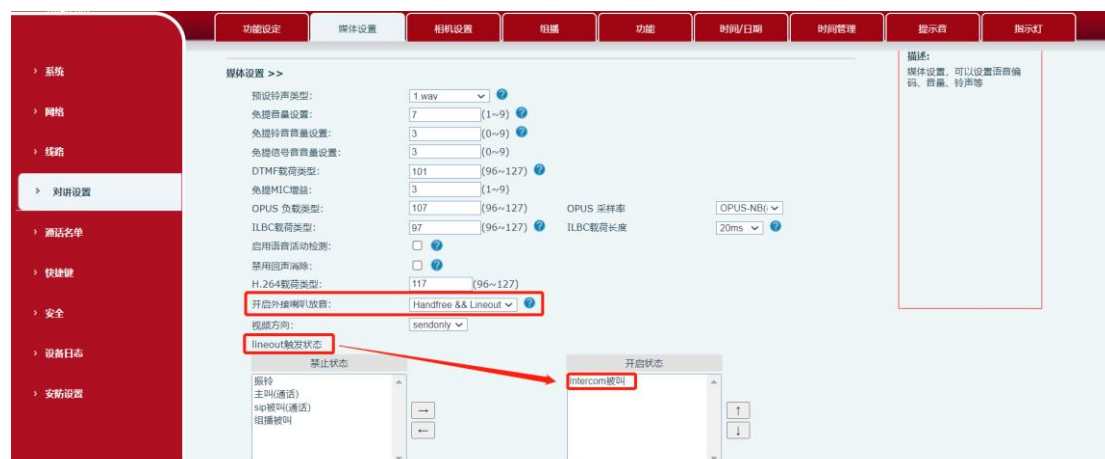 功能设定 媒体设置 相机设置 组播 功能 时间/日期 时间管理 提示音 指示灯
› 系统
› 网络
› 线路
› 对讲设置
› 通话名单
› 快捷键
› 安全
› 设备日志
› 安防设置
媒体设置 >>
预设铃声类型: 1.wav
免提音量设置: 7 (1~9)
免提铃音音量设置: 3 (0~9)
免提信号音音量设置: 3 (0~9)
DTMF载荷类型: 101 (96~127)
免提MIC增益: 3 (1~9)
OPUS 负载类型: 107 (96~127) OPUS 采样率 OPUS-NB(
ILBC载荷类型: 97 (96~127) ILBC载荷长度 20ms
启用语音活动检测:
禁用回声消除:
H.264载荷类型: 117 (96~127)
开启外接喇叭放音: Handfree && Lineout
视频方向: sendonly
lineout触发状态
禁止状态 开启状态
振铃 intercom被叫
主叫(通话)
sip被叫(通话)
组播被叫
→
←
↑
↓
描述:
媒体设置，可以设置语音编
码、音量、铃声等